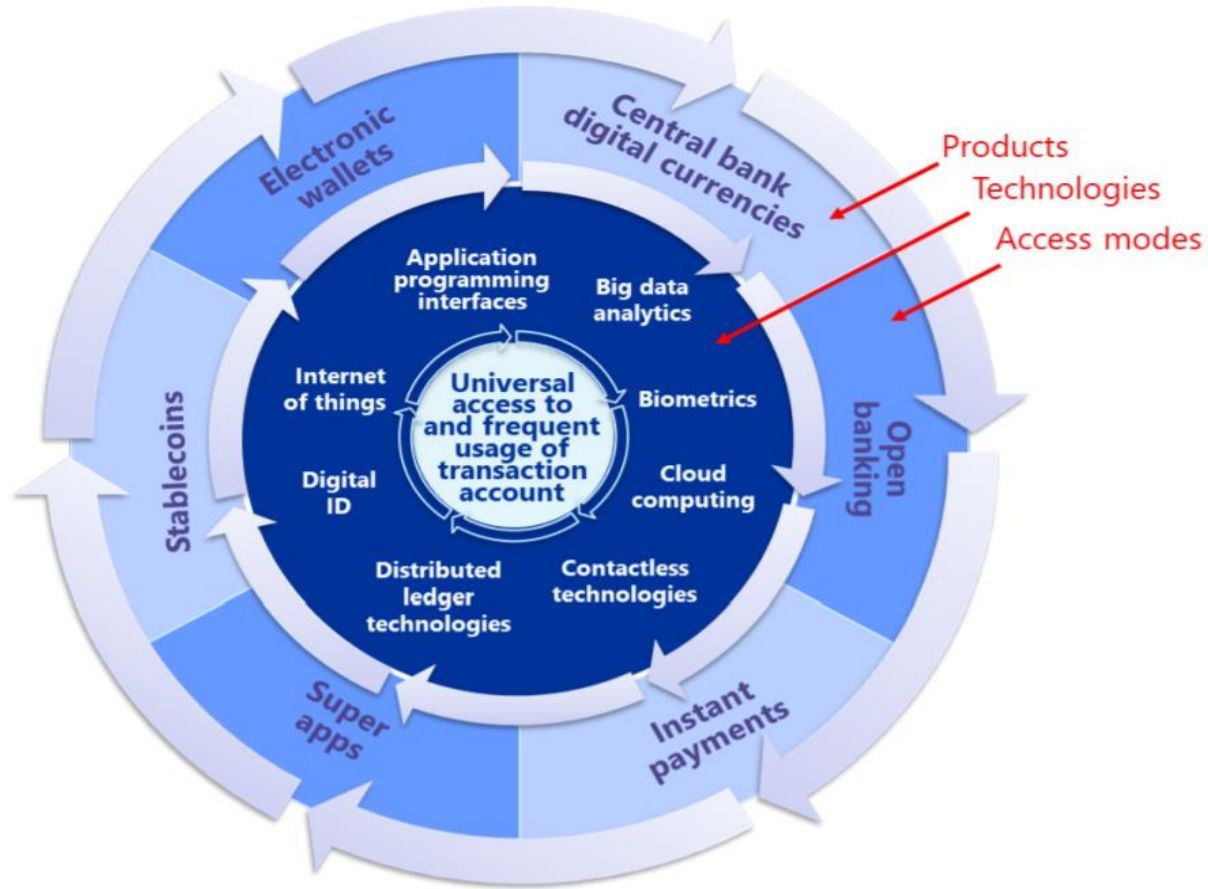 Electronic
wallets
Central bank
digital currencies
Products
Technologies
Access modes
Application
programming
interfaces
Big data
analytics
Internet
of things
Universal
access to
and frequent
usage of
transaction
account
Biometrics
Stablecoins
Open
banking
Digital
ID
Cloud
computing
Distributed
ledger
technologies
Contactless
technologies
Super
apps
Instant
payments